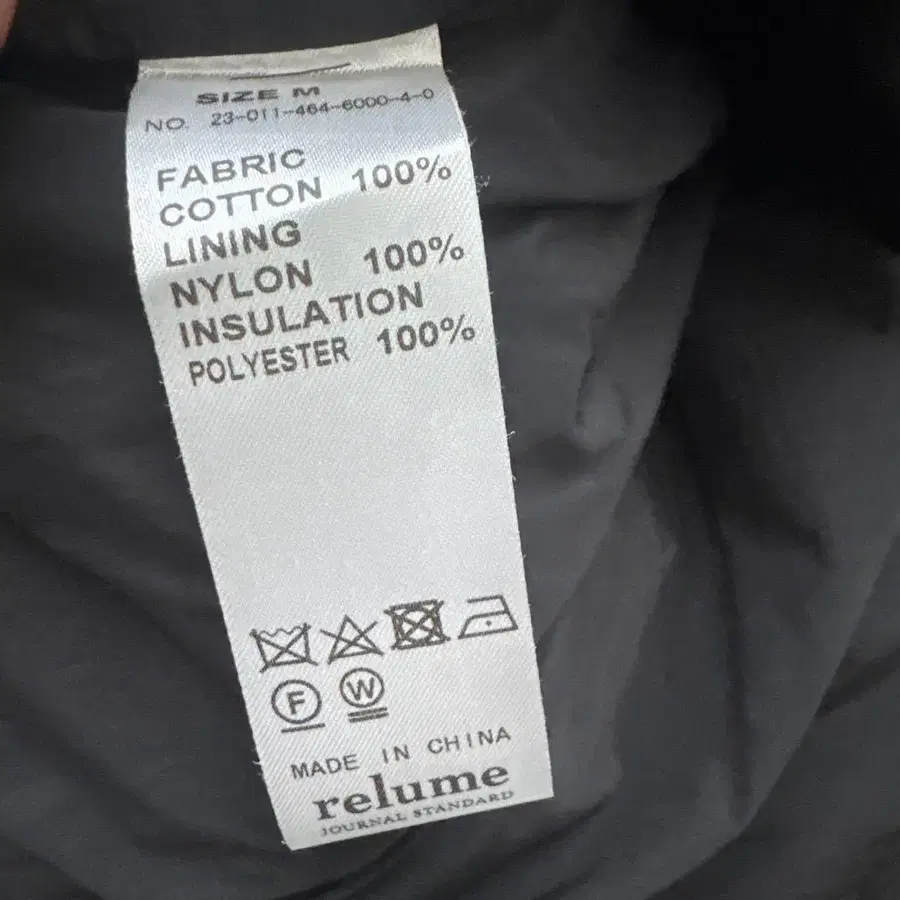 SIZE M
NO. 23-011-464-6000-4-0
FABRIC
COTTON 100%
LINING
NYLON 100%
INSULATION
POLYESTER 100%
F W
MADE IN CHINA
relume
JOURNAL STANDARD